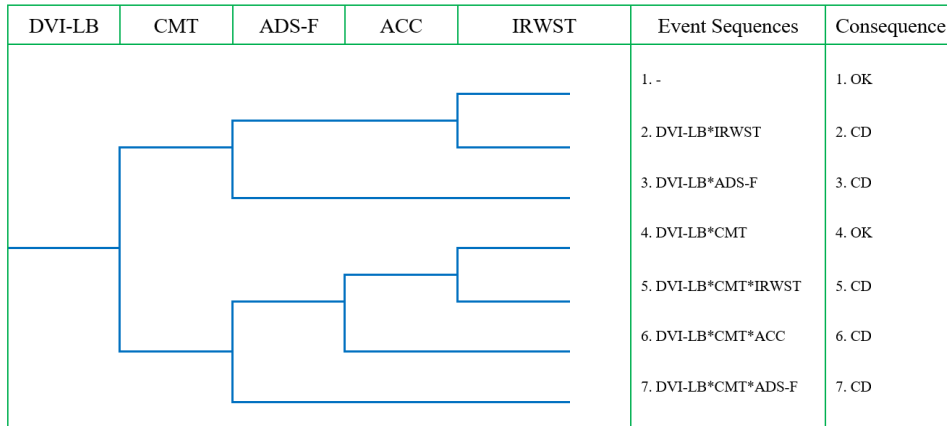 DVI-LB CMT ADS-F ACC IRWST Event Sequences Consequence
1. - 1. OK
2. DVI-LB*IRWST 2. CD
3. DVI-LB*ADS-F 3. CD
4. DVI-LB*CMT 4. OK
5. DVI-LB*CMT*IRWST 5. CD
6. DVI-LB*CMT*ACC 6. CD
7. DVI-LB*CMT*ADS-F 7. CD